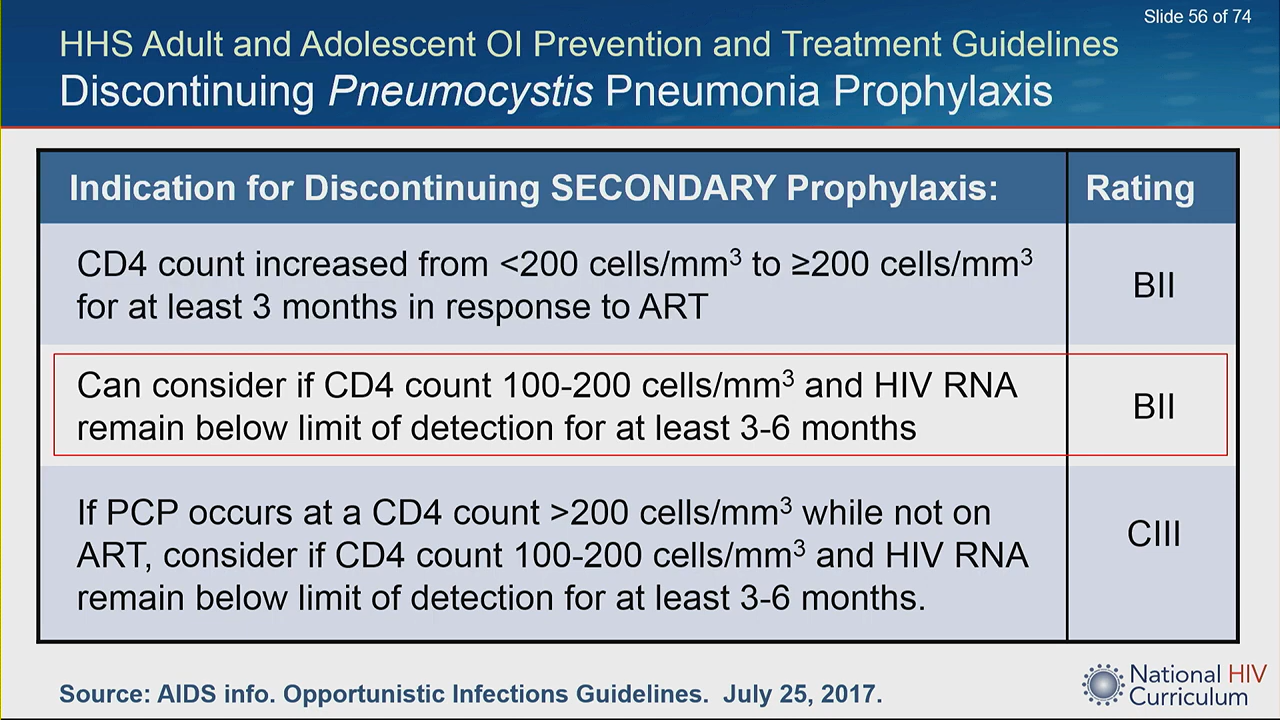 Slide 56 of 74
HHS Adult and Adolescent OI Prevention and Treatment Guidelines
Discontinuing Pneumocystis Pneumonia Prophylaxis
Indication for Discontinuing SECONDARY Prophylaxis: Rating
CD4 count increased from <200 cells/mm³ to ≥200 cells/mm³
for at least 3 months in response to ART
BII
Can consider if CD4 count 100-200 cells/mm³ and HIV RNA
remain below limit of detection for at least 3-6 months
BII
If PCP occurs at a CD4 count >200 cells/mm³ while not on
ART, consider if CD4 count 100-200 cells/mm³ and HIV RNA
remain below limit of detection for at least 3-6 months.
CIII
Source: AIDS info. Opportunistic Infections Guidelines. July 25, 2017.
National HIV
Curriculum